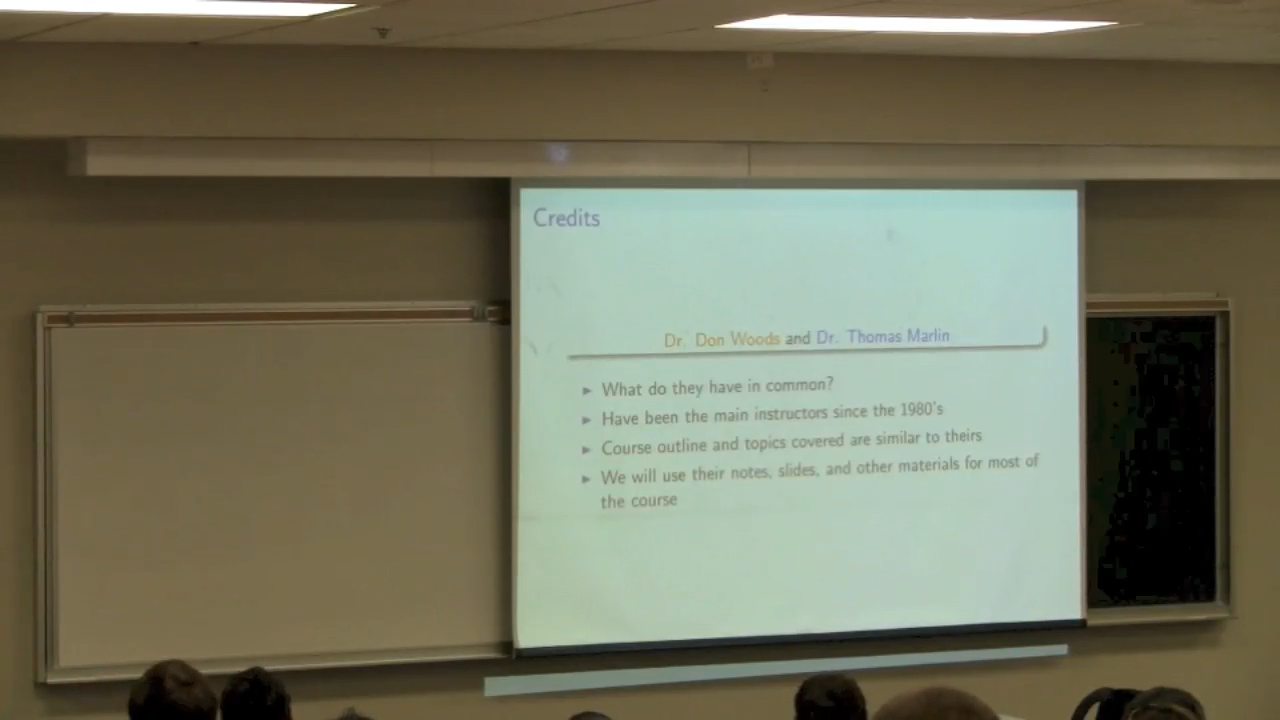 Credits
Dr. Don Woods and Dr. Thomas Marlin
► What do they have in common?
► Have been the main instructors since the 1980's
► Course outline and topics covered are similar to theirs
► We will use their notes, slides, and other materials for most of
the course